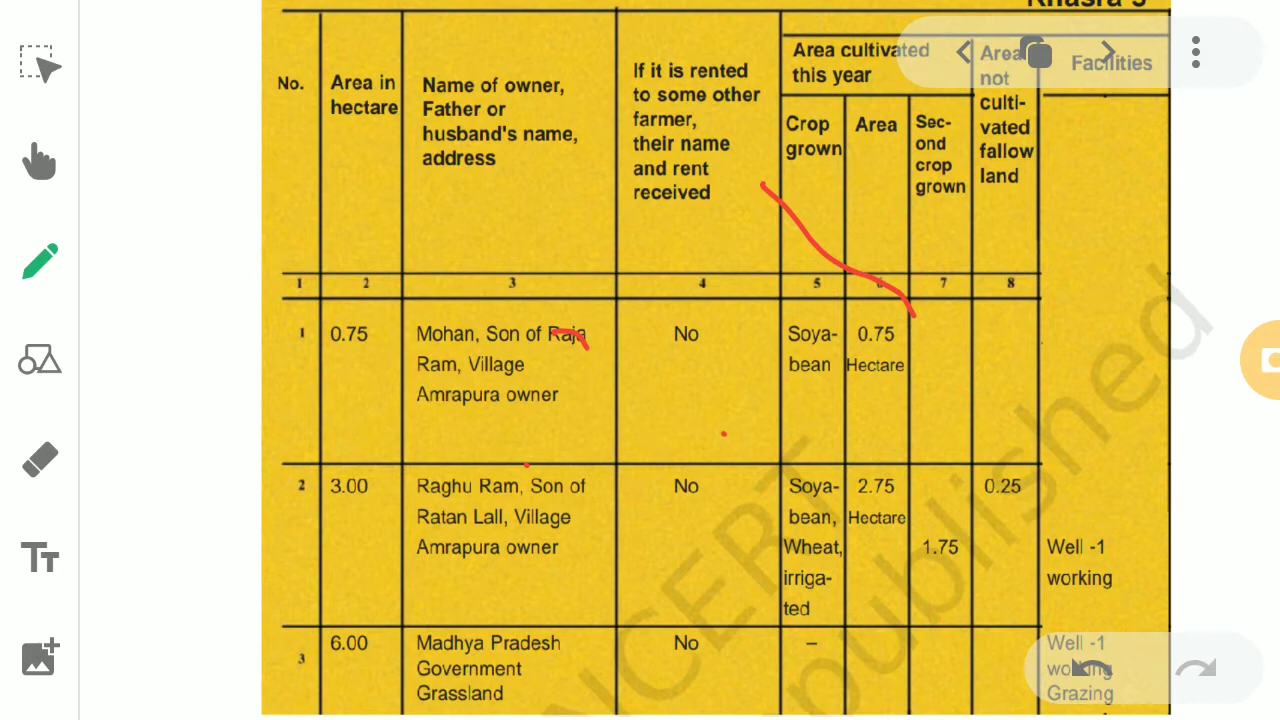 Khasra-3
No.
Area in
hectare
Name of owner,
Father or
husband's name,
address
If it is rented
to some other
farmer,
their name
and rent
received
Area cultivated
this year
Crop
grown
Area
Sec-
ond
crop
grown
Area
not
culti-
vated
fallow
land
Facilities
1 2 3 4 5 6 7 8
1 0.75
Mohan, Son of Raja
Ram, Village
Amrapura owner
No
Soya-
bean
0.75
Hectare
2 3.00
Raghu Ram, Son of
Ratan Lall, Village
Amrapura owner
No
Soya-
bean,
Wheat,
irriga-
ted
2.75
Hectare
1.75
0.25
Well -1
working
3 6.00
Madhya Pradesh
Government
Grassland
No
–
Well -1
working
Grazing
NCERT
published
Tт